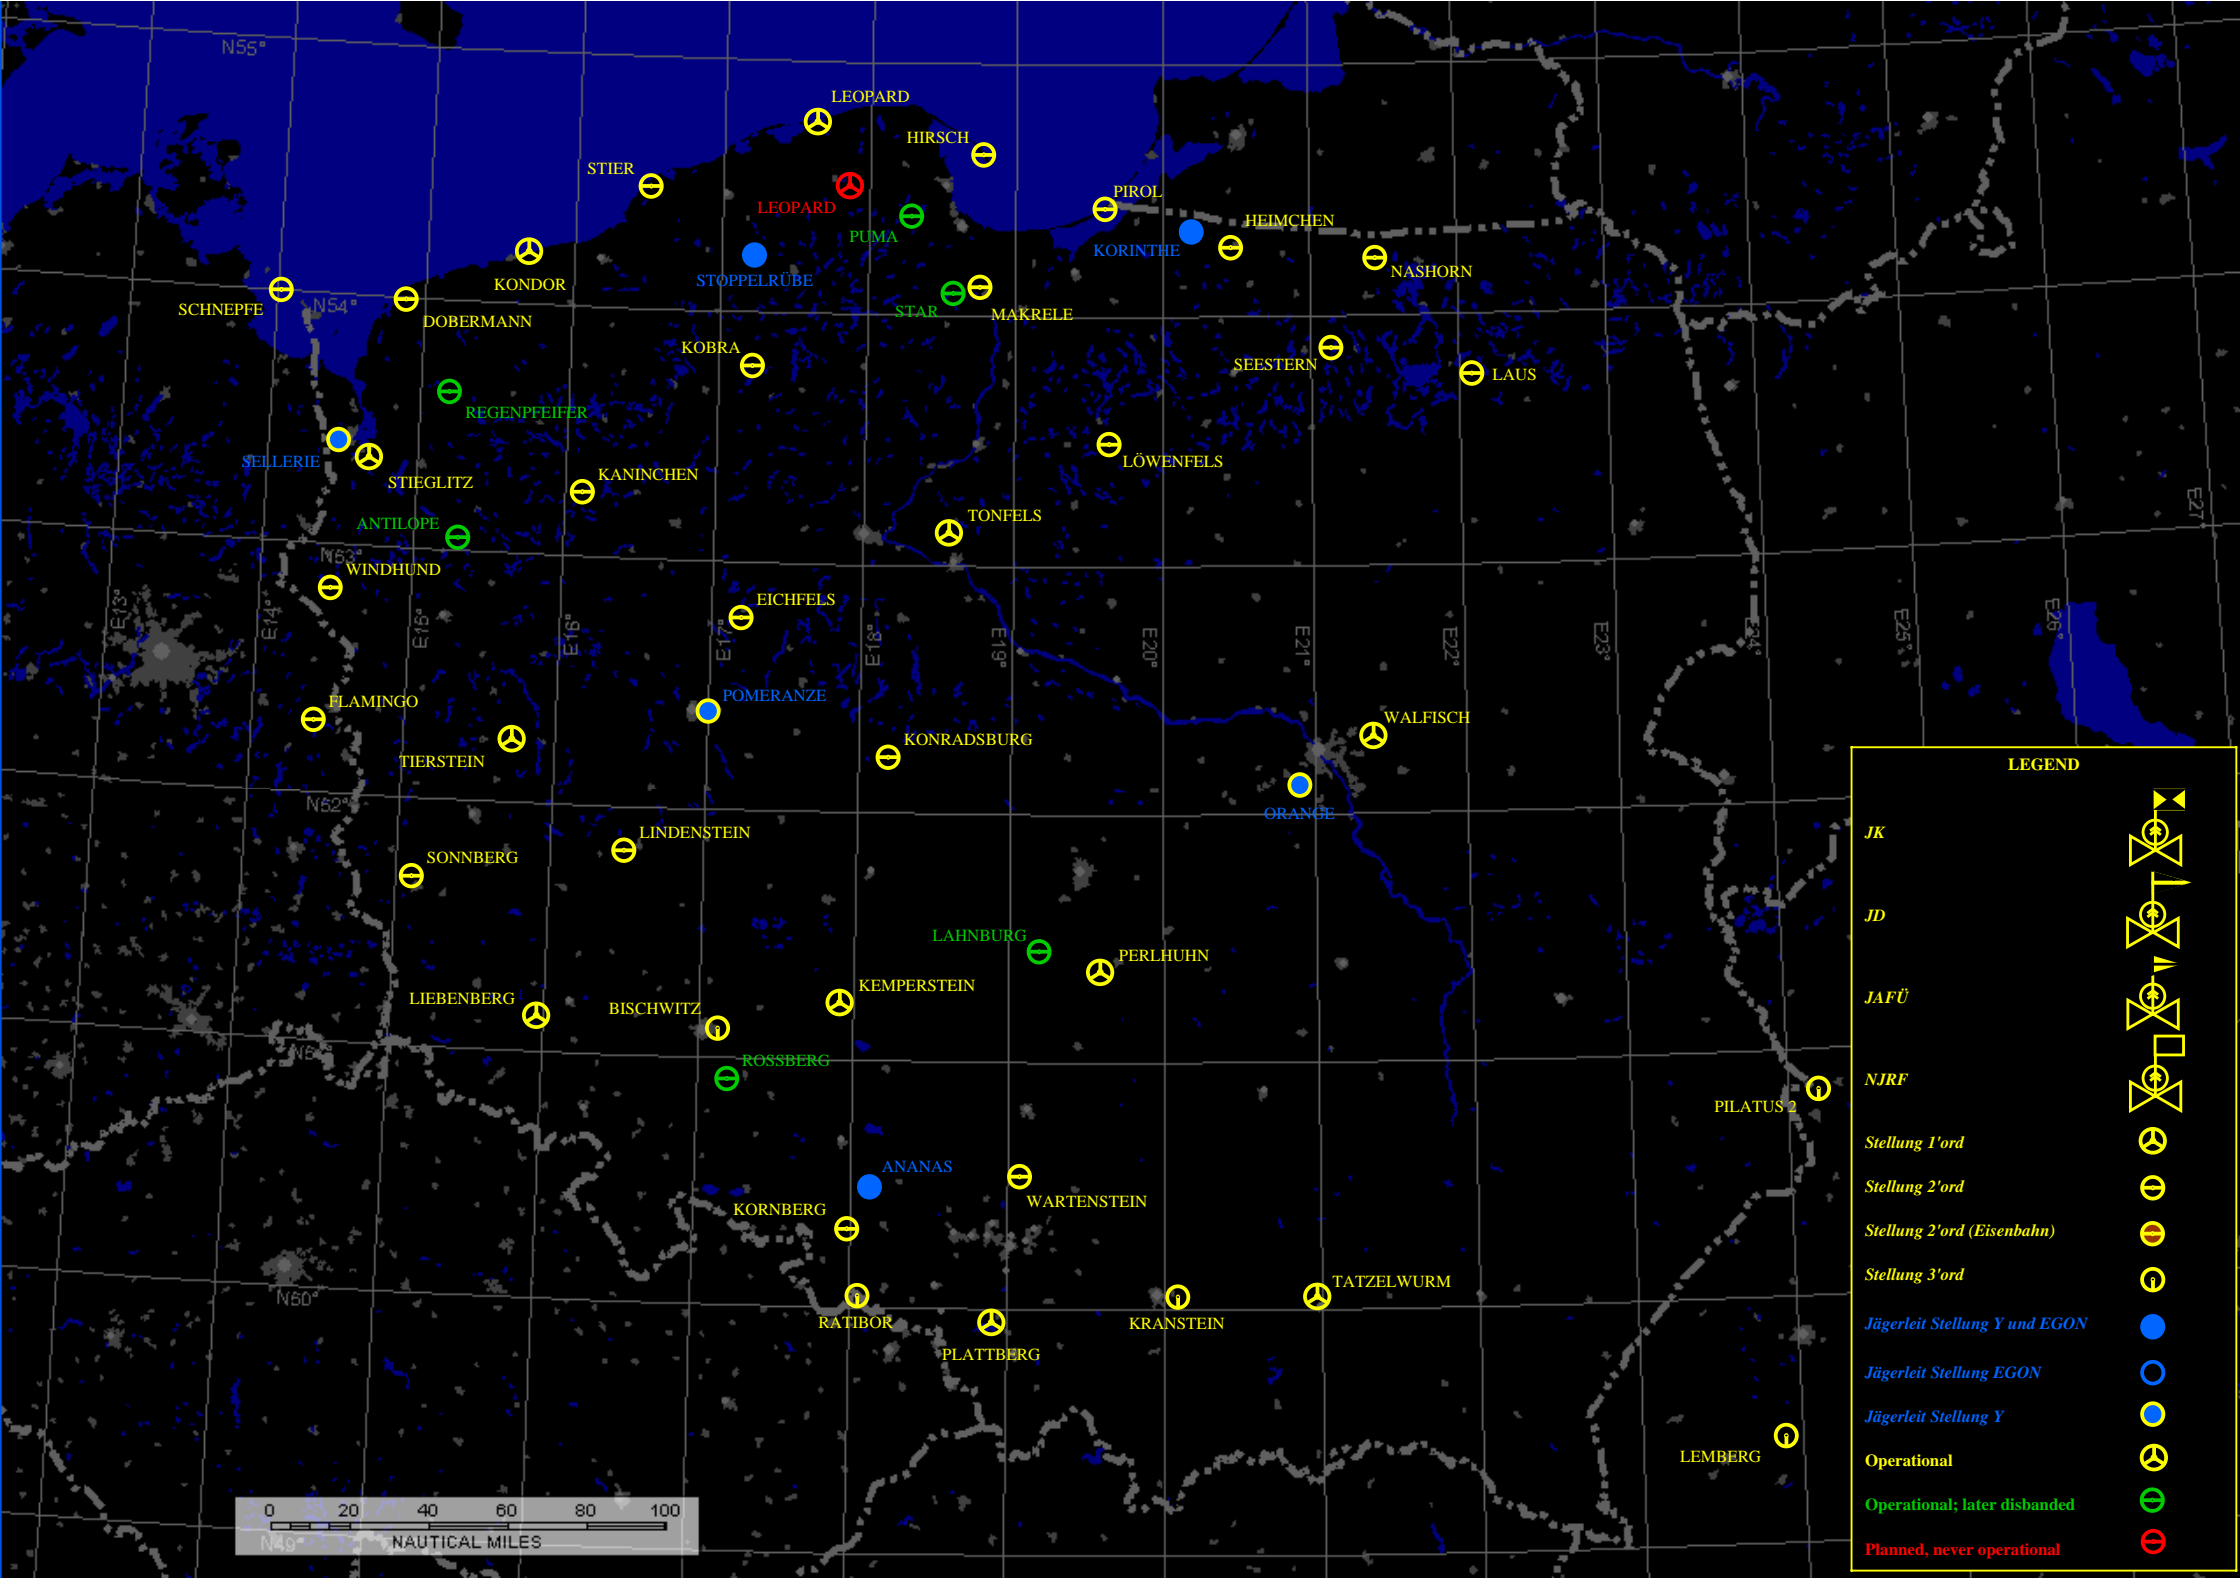 N55°
LEOPARD
HIRSCH
STIER
PIROL
LEOPARD
HEIMCHEN
PUMA
KORINTHE
NASHORN
STOPPELRÜBE
KONDOR
SCHNEPFE
N54°
STAR
MAKRELE
DOBERMANN
KOBRA
SEESTERN
LAUS
REGENPFEIFER
SELLERIE
LÖWENFELS
STIEGLITZ
KANINCHEN
E27°
ANTILOPE
TONFELS
N53°
WINDHUND
EICHFELS
E13°
E14°
E15°
E16°
E17°
E18°
E19°
E20°
E21°
E22°
E23°
E24°
E25°
E26°
FLAMINGO
POMERANZE
WALFISCH
TIERSTEIN
KONRADSBURG
N52°
ORANGE
LINDENSTEIN
SONNBERG
LAHNBURG
PERLHUHN
KEMPERSTEIN
LIEBENBERG
BISCHWITZ
ROSSBERG
PILATUS 2
ANANAS
WARTENSTEIN
KORNBERG
TATZELWURM
N60°
RATIBOR
KRANSTEIN
PLATTBERG
LEMBERG
0 20 40 60 80 100
NAUTICAL MILES
N49°
LEGEND
JK
JD
JAFÜ
NJRF
Stellung 1'ord
Stellung 2'ord
Stellung 2'ord (Eisenbahn)
Stellung 3'ord
Jägerleit Stellung Y und EGON
Jägerleit Stellung EGON
Jägerleit Stellung Y
Operational
Operational; later disbanded
Planned, never operational